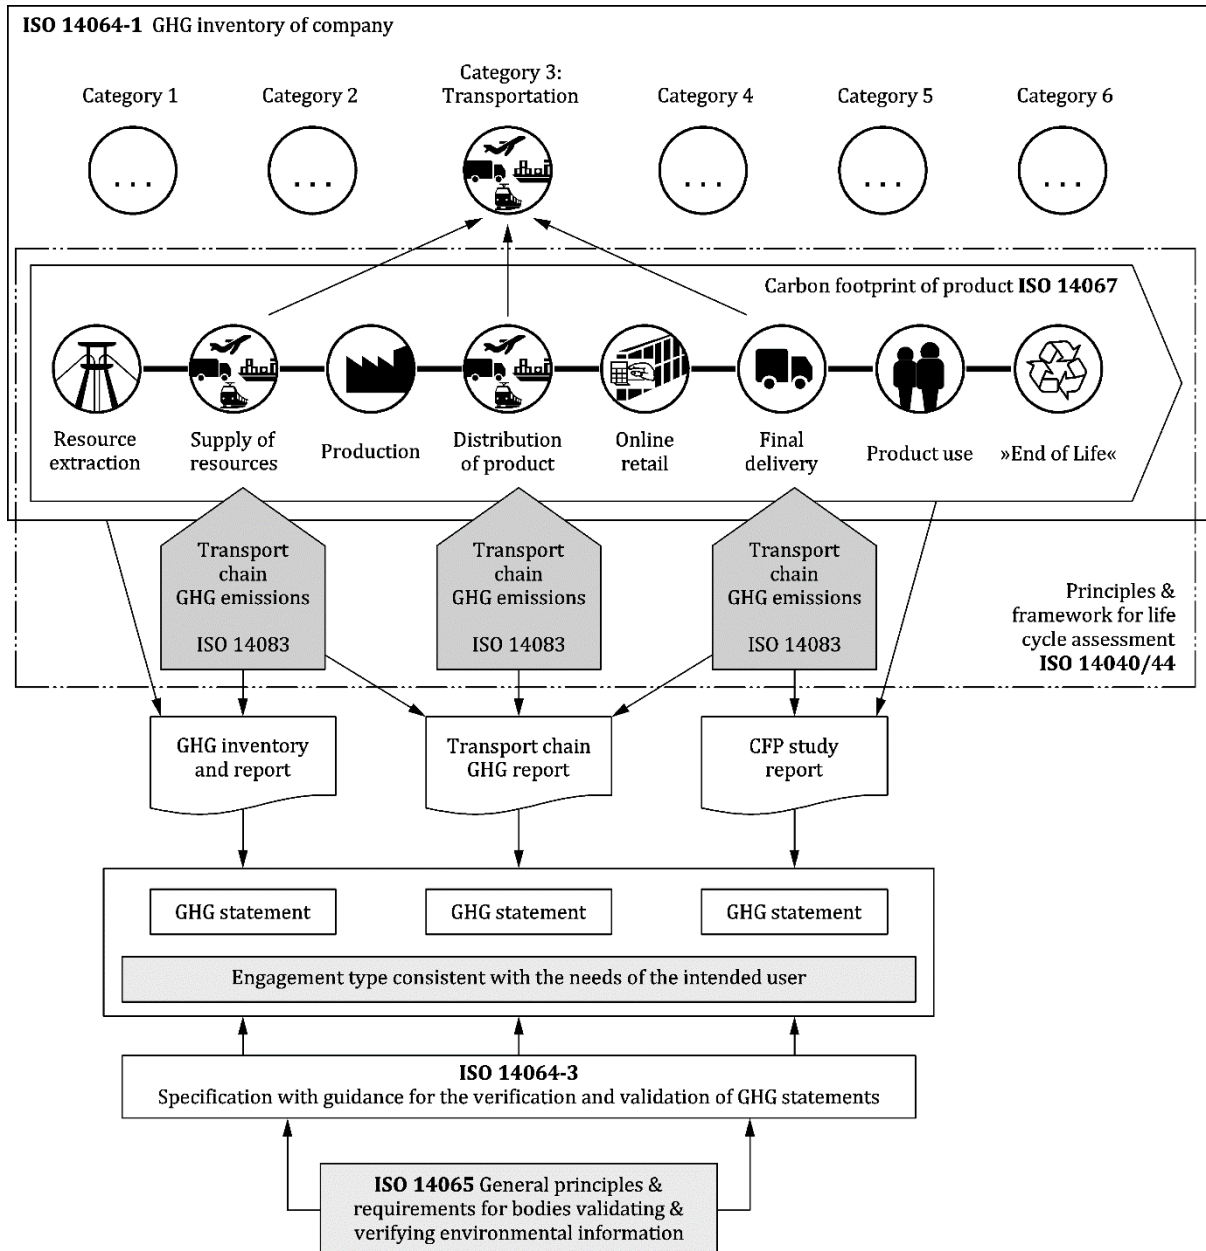 ISO 14064-1 GHG inventory of company
Category 1
Category 2
Category 3:
Transportation
Category 4
Category 5
Category 6
...
...
...
...
...
Carbon footprint of product ISO 14067
Resource
extraction
Supply of
resources
Production
Distribution
of product
Online
retail
Final
delivery
Product use
»End of Life«
Transport
chain
GHG emissions
ISO 14083
Transport
chain
GHG emissions
ISO 14083
Transport
chain
GHG emissions
ISO 14083
Principles &
framework for life
cycle assessment
ISO 14040/44
GHG inventory
and report
Transport chain
GHG report
CFP study
report
GHG statement
GHG statement
GHG statement
Engagement type consistent with the needs of the intended user
ISO 14064-3
Specification with guidance for the verification and validation of GHG statements
ISO 14065 General principles &
requirements for bodies validating &
verifying environmental information